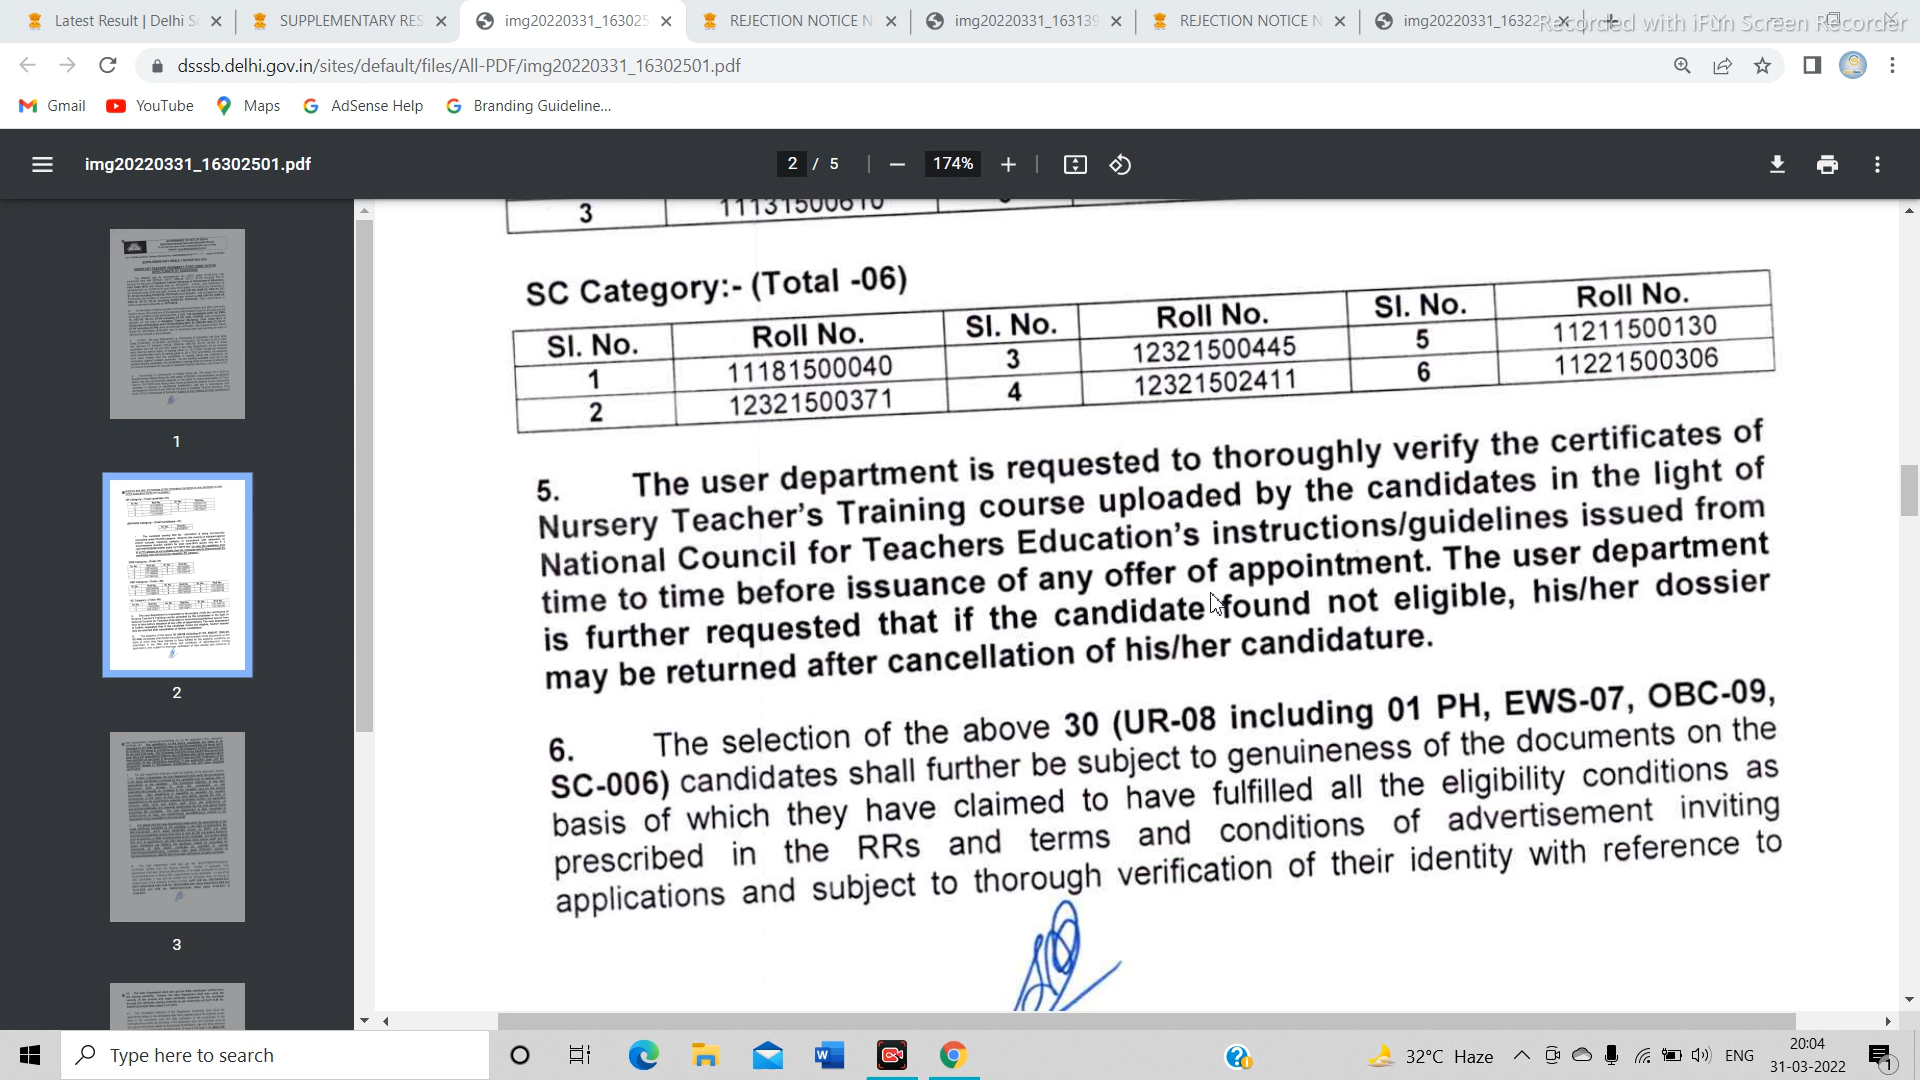 Latest Result | Delhi S
SUPPLEMENTARY RES
img20220331_163025
REJECTION NOTICE N
img20220331_163139
REJECTION NOTICE N
img20220331_16322
Recorded with iFun Screen Recorder
dsssb.delhi.gov.in/sites/default/files/All-PDF/img20220331_16302501.pdf
Gmail
YouTube
Maps
AdSense Help
Branding Guideline...
img20220331_16302501.pdf
2 / 5
174%
1
2
3
3 11131500610
SC Category:- (Total -06)
Sl. No. Roll No. Sl. No. Roll No. Sl. No. Roll No.
1 11181500040 3 12321500445 5 11211500130
2 12321500371 4 12321502411 6 11221500306
5. The user department is requested to thoroughly verify the certificates of
Nursery Teacher's Training course uploaded by the candidates in the light of
National Council for Teachers Education's instructions/guidelines issued from
time to time before issuance of any offer of appointment. The user department
is further requested that if the candidate found not eligible, his/her dossier
may be returned after cancellation of his/her candidature.
6. The selection of the above 30 (UR-08 including 01 PH, EWS-07, OBC-09,
SC-006) candidates shall further be subject to genuineness of the documents on the
basis of which they have claimed to have fulfilled all the eligibility conditions as
prescribed in the RRs and terms and conditions of advertisement inviting
applications and subject to thorough verification of their identity with reference to
Type here to search
32°C Haze
ENG
20:04
31-03-2022
1